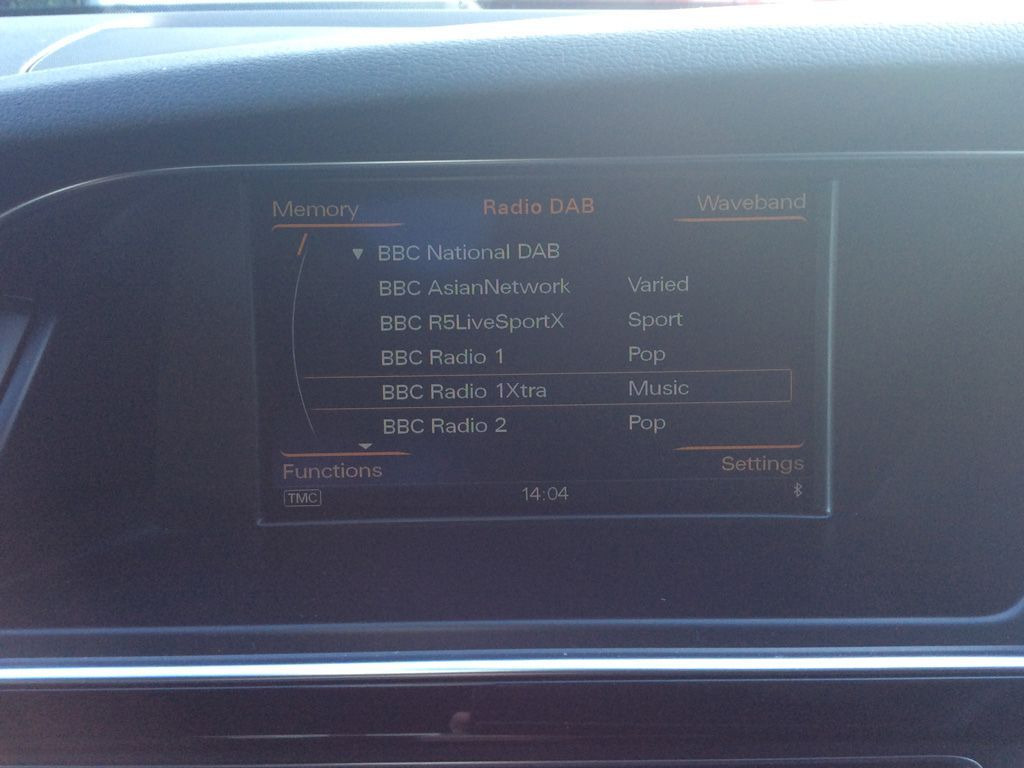 Memory Radio DAB Waveband
▼ BBC National DAB
BBC AsianNetwork Varied
BBC R5LiveSportX Sport
BBC Radio 1 Pop
BBC Radio 1Xtra Music
BBC Radio 2 Pop
Functions Settings
TMC 14:04